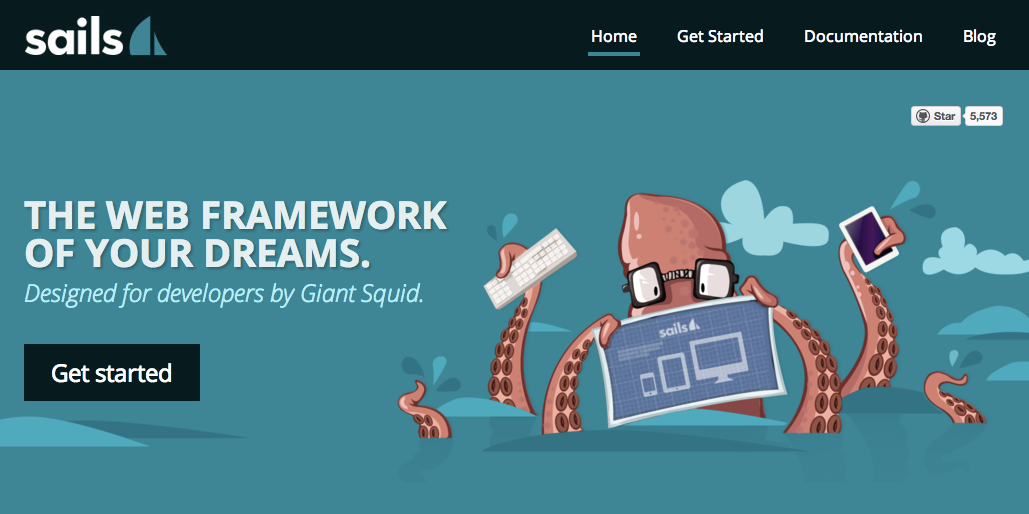 sails
Home Get Started Documentation Blog
Star 5,573
THE WEB FRAMEWORK
OF YOUR DREAMS.
Designed for developers by Giant Squid.
sails
Get started